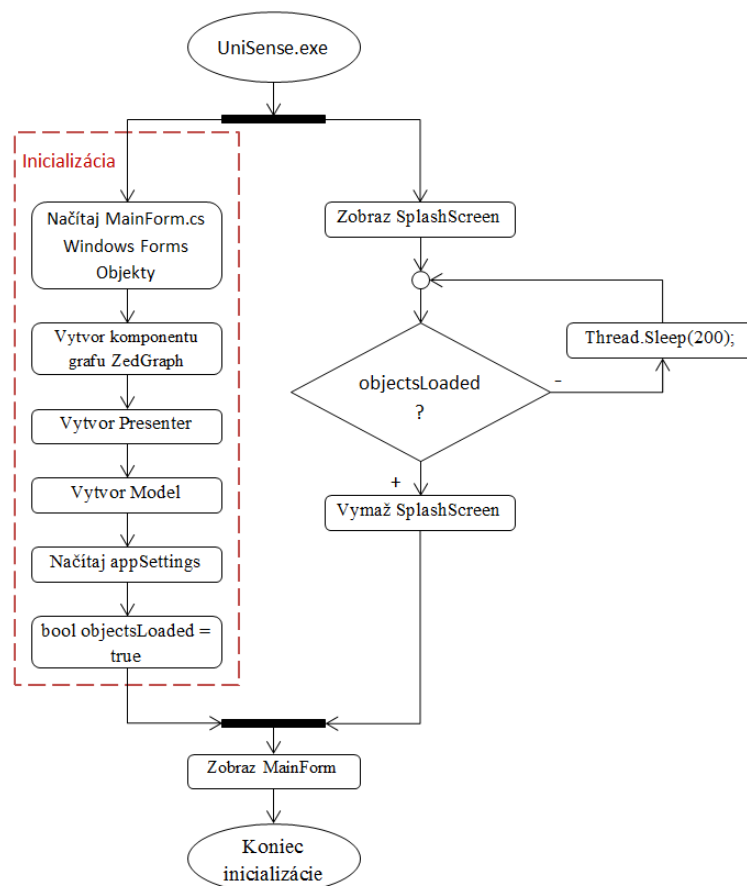 UniSense.exe
Inicializácia
Načítaj MainForm.cs
Windows Forms
Objekty
Vytvor komponentu
grafu ZedGraph
Vytvor Presenter
Vytvor Model
Načítaj appSettings
bool objectsLoaded =
true
Zobraz SplashScreen
Thread.Sleep(200);
objectsLoaded
?
-
+
Vymaž SplashScreen
Zobraz MainForm
Koniec
inicializácie